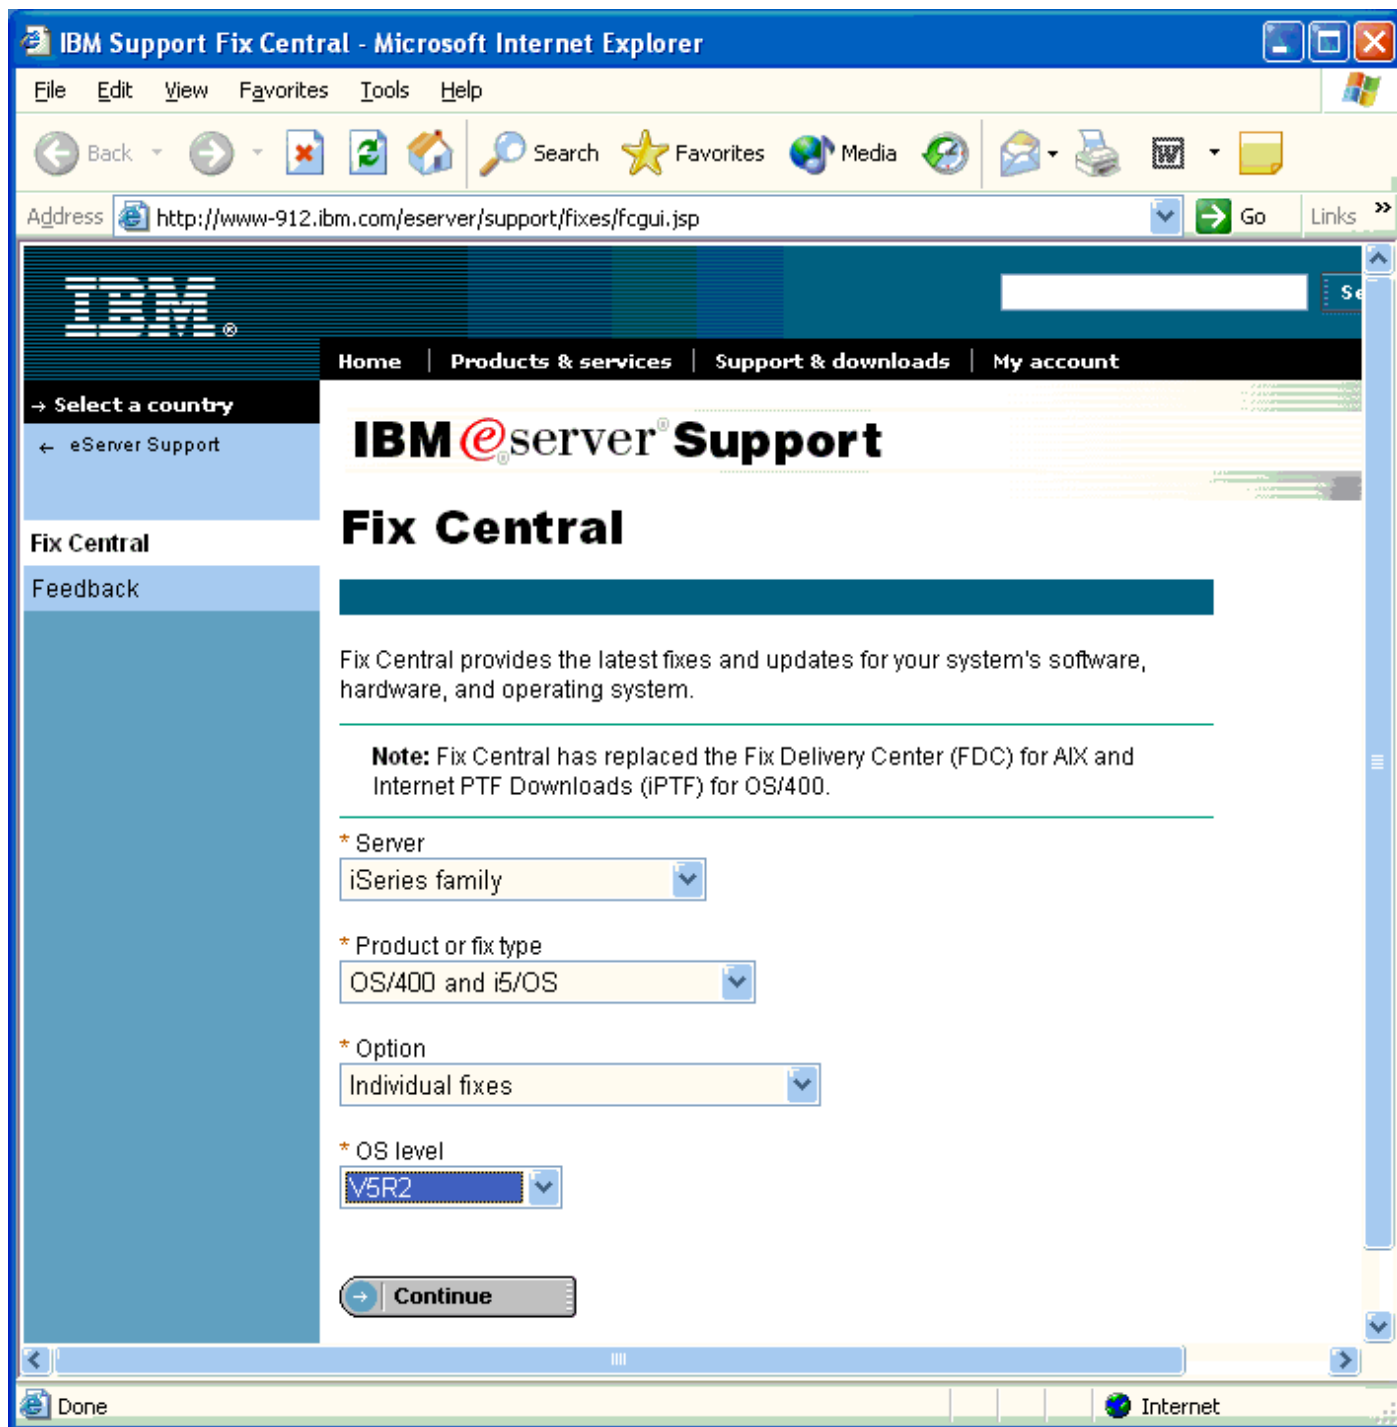 IBM Support Fix Central - Microsoft Internet Explorer
File Edit View Favorites Tools Help
Back Search Favorites Media
Address http://www-912.ibm.com/eserver/support/fixes/fcgui.jsp Go Links »
IBM®
Home | Products & services | Support & downloads | My account
→ Select a country
← eServer Support
IBM @server® Support
Fix Central
Fix Central
Feedback
Fix Central provides the latest fixes and updates for your system's software,
hardware, and operating system.
Note: Fix Central has replaced the Fix Delivery Center (FDC) for AIX and
Internet PTF Downloads (iPTF) for OS/400.
* Server
iSeries family
* Product or fix type
OS/400 and i5/OS
* Option
Individual fixes
* OS level
V5R2
Continue
Done Internet